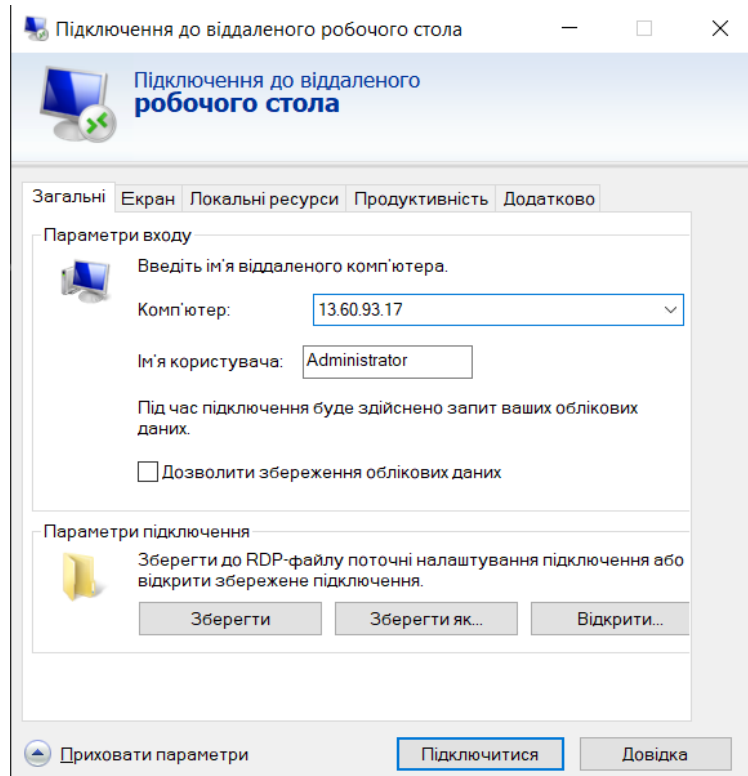 Підключення до віддаленого робочого стола
Підключення до віддаленого
робочого стола
Загальні Екран Локальні ресурси Продуктивність Додатково
Параметри входу
Введіть ім'я віддаленого комп'ютера.
Комп'ютер: 13.60.93.17
Ім'я користувача: Administrator
Під час підключення буде здійснено запит ваших облікових
даних.
Дозволити збереження облікових даних
Параметри підключення
Зберегти до RDP-файлу поточні налаштування підключення або
відкрити збережене підключення.
Зберегти Зберегти як... Відкрити...
Приховати параметри Підключитися Довідка